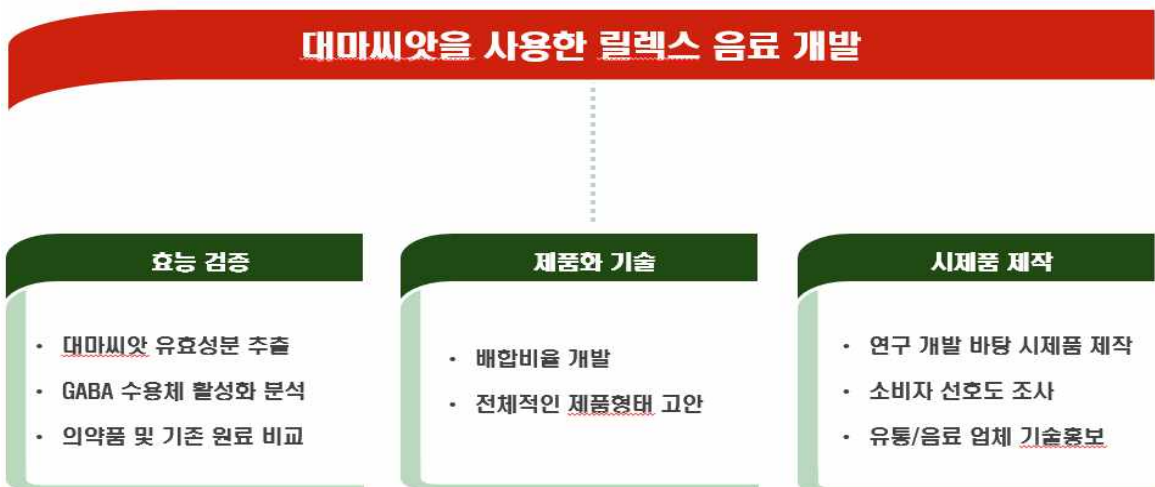 대마씨앗을 사용한 릴렉스 음료 개발
효능 검증
• 대마씨앗 유효성분 추출
• GABA 수용체 활성화 분석
• 의약품 및 기존 원료 비교
제품화 기술
• 배합비율 개발
• 전체적인 제품형태 고안
시제품 제작
• 연구 개발 바탕 시제품 제작
• 소비자 선호도 조사
• 유통/음료 업체 기술홍보